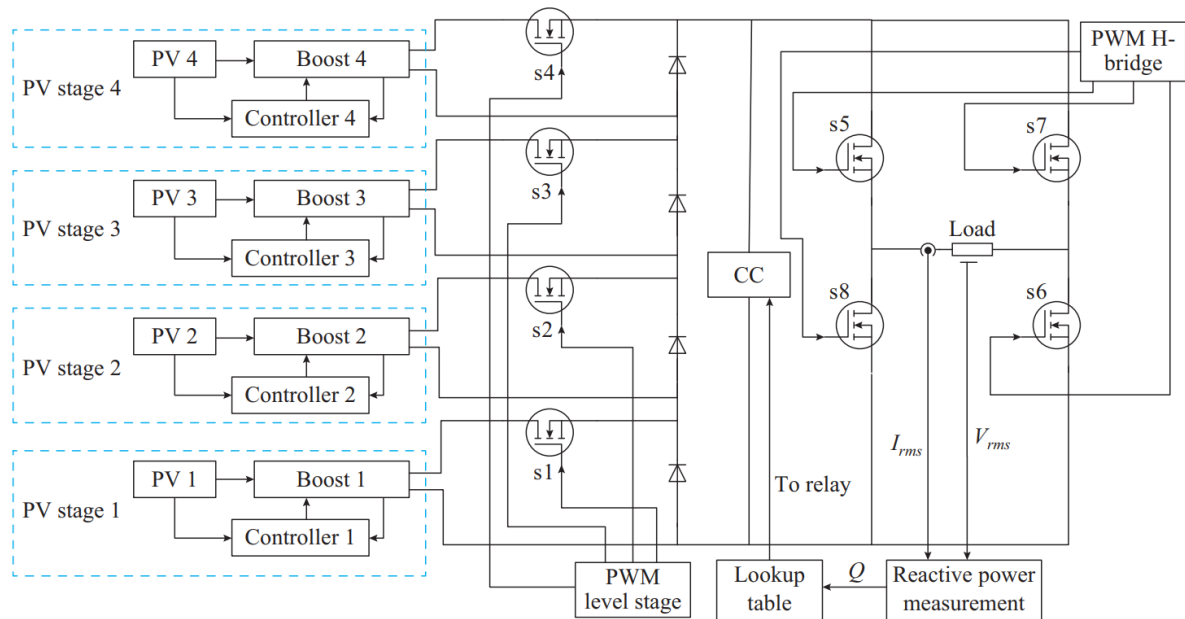 PV stage 4
PV 4
Boost 4
Controller 4
s4
PV stage 3
PV 3
Boost 3
Controller 3
s3
PV stage 2
PV 2
Boost 2
Controller 2
s2
PV stage 1
PV 1
Boost 1
Controller 1
s1
PWM
level stage
CC
To relay
Lookup
table
Q
Reactive power
measurement
PWM H-
bridge
s5
s7
Load
s8
s6
Irms
Vrms